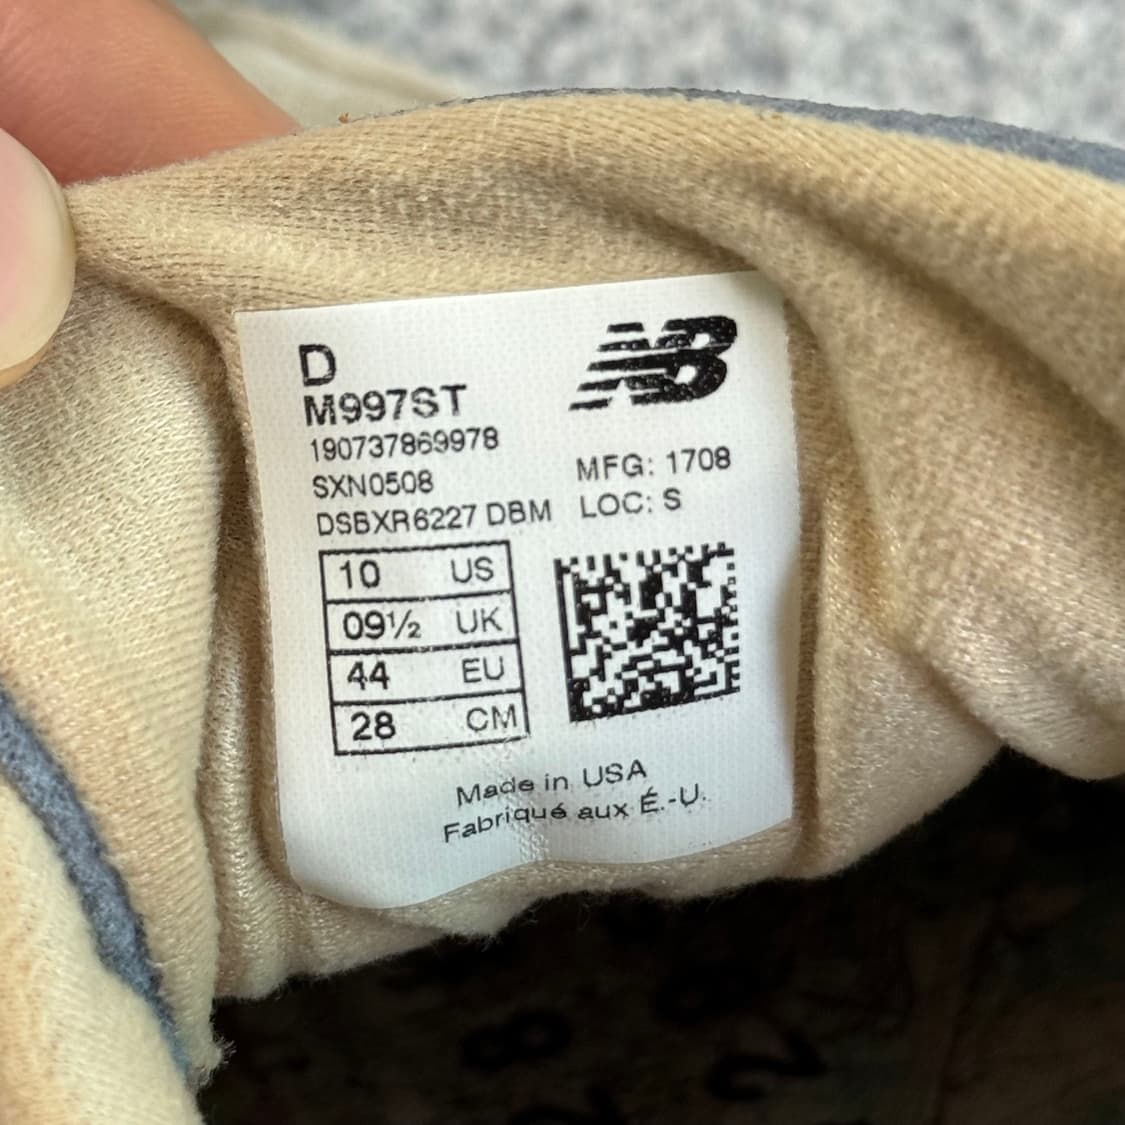 D
M997ST
190737869978
SXN0508
DSBXR6227 DBM
NB
MFG: 1708
LOC: S
10 US
09½ UK
44 EU
28 CM
Made in USA
Fabriqué aux É.-U.